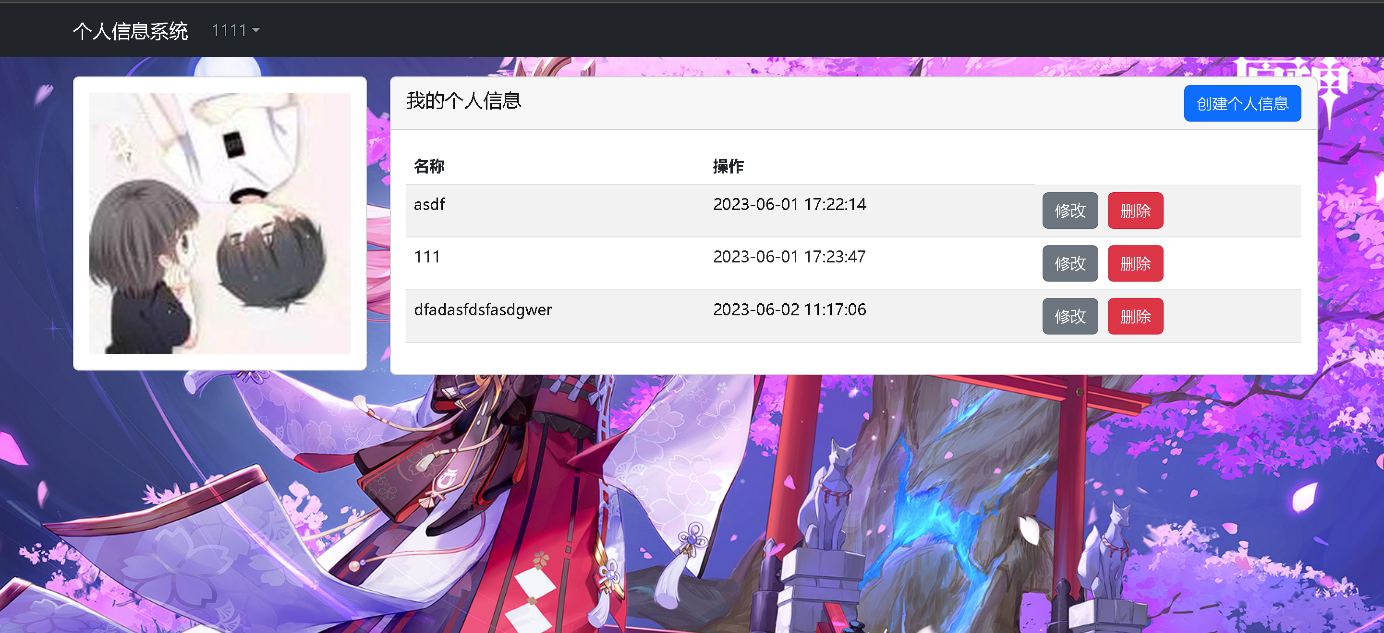 个人信息系统 1111
我的个人信息 创建个人信息
名称 操作
asdf 2023-06-01 17:22:14 修改 删除
111 2023-06-01 17:23:47 修改 删除
dfadasfdsfasdgwer 2023-06-02 11:17:06 修改 删除